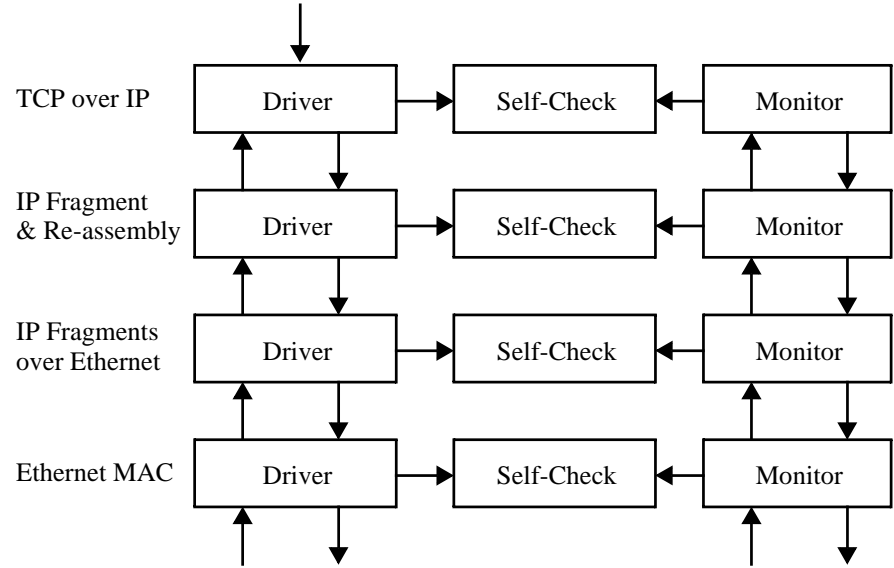 TCP over IP
Driver
Self-Check
Monitor
IP Fragment
& Re-assembly
Driver
Self-Check
Monitor
IP Fragments
over Ethernet
Driver
Self-Check
Monitor
Ethernet MAC
Driver
Self-Check
Monitor